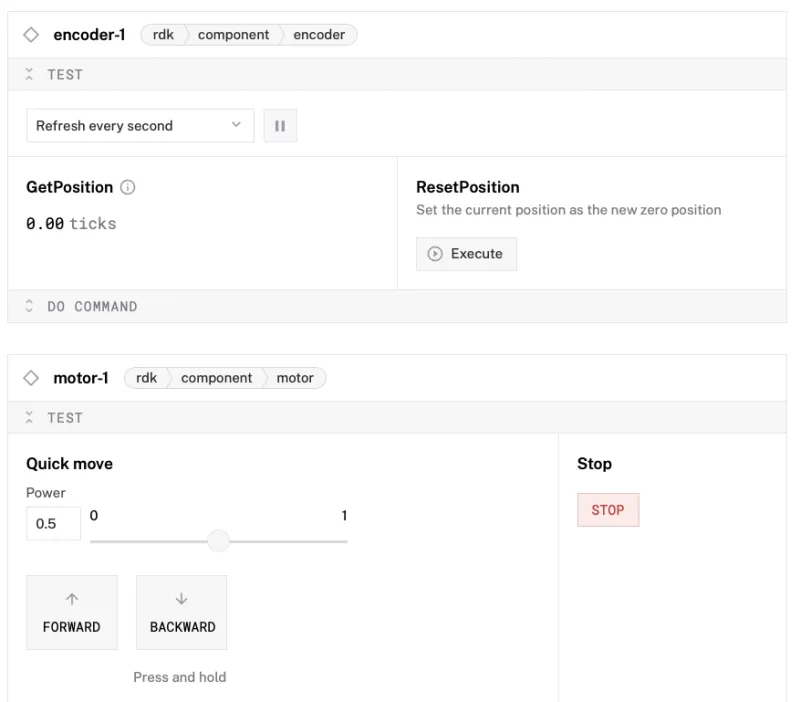 encoder-1 rdk component encoder
TEST
Refresh every second
GetPosition
0.00 ticks
ResetPosition
Set the current position as the new zero position
Execute
DO COMMAND
motor-1 rdk component motor
TEST
Quick move
Power
0.5
0 1
FORWARD BACKWARD
Press and hold
Stop
STOP